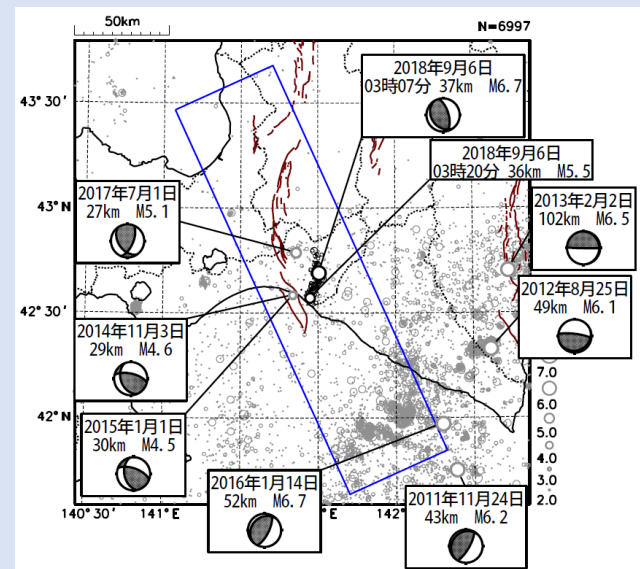 50km
N=6997
2018年9月6日
03時07分 37km M6.7
43° 30'
2018年9月6日
03時20分 36km M5.5
2017年7月1日
27km M5.1
43°N
2013年2月2日
102km M6.5
2012年8月25日
49km M6.1
42° 30'
2014年11月3日
29km M4.6
7.0
6.0
5.0
4.0
3.0
2.0
42°N
2015年1月1日
30km M4.5
2016年1月14日
52km M6.7
2011年11月24日
43km M6.2
140° 30'
141°E
142°